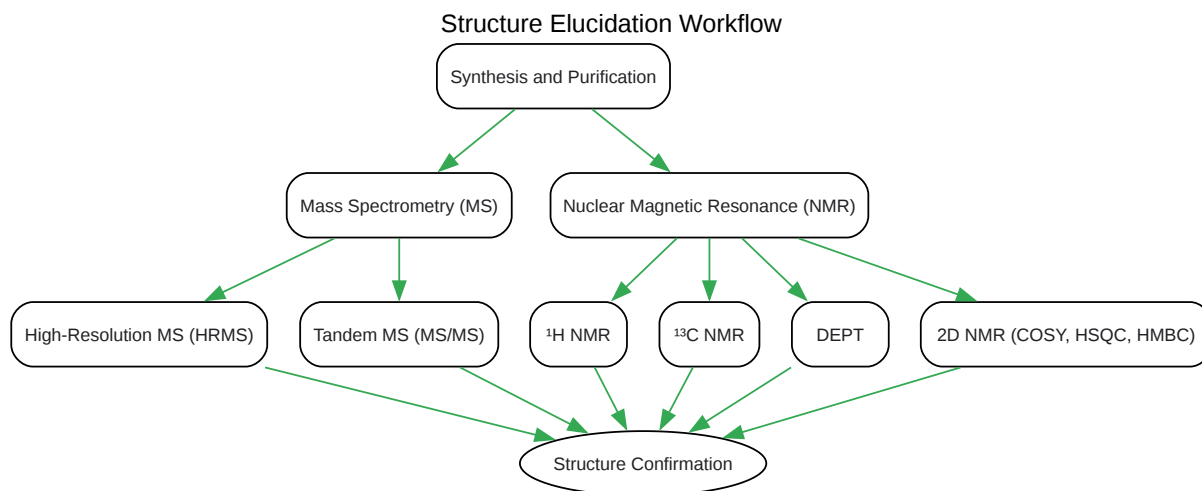 Structure Elucidation Workflow
Synthesis and Purification
Mass Spectrometry (MS)
Nuclear Magnetic Resonance (NMR)
High-Resolution MS (HRMS)
Tandem MS (MS/MS)
¹H NMR
¹³C NMR
DEPT
2D NMR (COSY, HSQC, HMBC)
Structure Confirmation